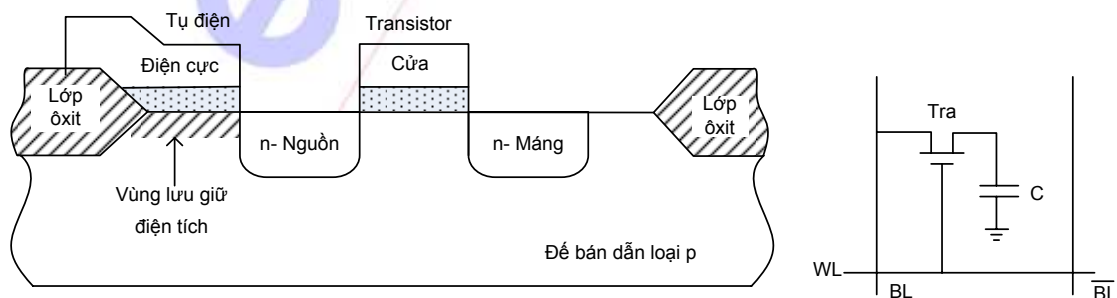 Tụ điện
Transistor
Điện cực
Cửa
Lớp
ôxit
Lớp
ôxit
n- Nguồn
n- Máng
Vùng lưu giữ
điện tích
Đế bán dẫn loại p
Tra
C
WL
BL
BL